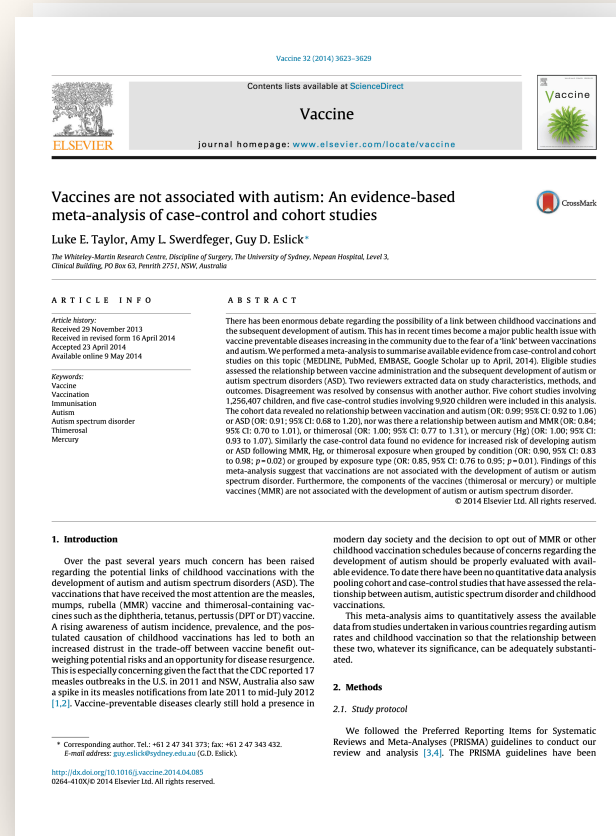 Vaccine 32 (2014) 3623–3629
Contents lists available at ScienceDirect
Vaccine
journal homepage: www.elsevier.com/locate/vaccine
ELSEVIER
Vaccine
Vaccines are not associated with autism: An evidence-based
meta-analysis of case-control and cohort studies
CrossMark
Luke E. Taylor, Amy L. Swerdfeger, Guy D. Eslick*
The Whiteley-Martin Research Centre, Discipline of Surgery, The University of Sydney, Nepean Hospital, Level 3,
Clinical Building, PO Box 63, Penrith 2751, NSW, Australia
ARTICLE INFO
Article history:
Received 29 November 2013
Received in revised form 16 April 2014
Accepted 23 April 2014
Available online 9 May 2014
Keywords:
Vaccine
Vaccination
Immunisation
Autism
Autism spectrum disorder
Thimerosal
Mercury
ABSTRACT
There has been enormous debate regarding the possibility of a link between childhood vaccinations and
the subsequent development of autism. This has in recent times become a major public health issue with
vaccine preventable diseases increasing in the community due to the fear of a 'link' between vaccinations
and autism. We performed a meta-analysis to summarise available evidence from case-control and cohort
studies on this topic (MEDLINE, PubMed, EMBASE, Google Scholar up to April, 2014). Eligible studies
assessed the relationship between vaccine administration and the subsequent development of autism or
autism spectrum disorders (ASD). Two reviewers extracted data on study characteristics, methods, and
outcomes. Disagreement was resolved by consensus with another author. Five cohort studies involving
1,256,407 children, and five case-control studies involving 9,920 children were included in this analysis.
The cohort data revealed no relationship between vaccination and autism (OR: 0.99; 95% CI: 0.92 to 1.06)
or ASD (OR: 0.91; 95% CI: 0.68 to 1.20), nor was there a relationship between autism and MMR (OR: 0.84;
95% CI: 0.70 to 1.01), or thimerosal (OR: 1.00; 95% CI: 0.77 to 1.31), or mercury (Hg) (OR: 1.00; 95% CI:
0.93 to 1.07). Similarly the case-control data found no evidence for increased risk of developing autism
or ASD following MMR, Hg, or thimerosal exposure when grouped by condition (OR: 0.90, 95% CI: 0.83
to 0.98; p = 0.02) or grouped by exposure type (OR: 0.85, 95% CI: 0.76 to 0.95; p = 0.01). Findings of this
meta-analysis suggest that vaccinations are not associated with the development of autism or autism
spectrum disorder. Furthermore, the components of the vaccines (thimerosal or mercury) or multiple
vaccines (MMR) are not associated with the development of autism or autism spectrum disorder.
© 2014 Elsevier Ltd. All rights reserved.
1. Introduction
Over the past several years much concern has been raised
regarding the potential links of childhood vaccinations with the
development of autism and autism spectrum disorders (ASD). The
vaccinations that have received the most attention are the measles,
mumps, rubella (MMR) vaccine and thimerosal-containing vac-
cines such as the diphtheria, tetanus, pertussis (DPT or DT) vaccine.
A rising awareness of autism incidence, prevalence, and the pos-
tulated causation of childhood vaccinations has led to both an
increased distrust in the trade-off between vaccine benefit out-
weighing potential risks and an opportunity for disease resurgence.
This is especially concerning given the fact that the CDC reported 17
measles outbreaks in the U.S. in 2011 and NSW, Australia also saw
a spike in its measles notifications from late 2011 to mid-July 2012
[1,2]. Vaccine-preventable diseases clearly still hold a presence in
* Corresponding author. Tel.: +61 2 47 341 373; fax: +61 2 47 343 432.
E-mail address: guy.eslick@sydney.edu.au (G.D. Eslick).
http://dx.doi.org/10.1016/j.vaccine.2014.04.085
0264-410X/© 2014 Elsevier Ltd. All rights reserved.
modern day society and the decision to opt out of MMR or other
childhood vaccination schedules because of concerns regarding the
development of autism should be properly evaluated with avail-
able evidence. To date there have been no quantitative data analysis
pooling cohort and case-control studies that have assessed the rela-
tionship between autism, autistic spectrum disorder and childhood
vaccinations.
This meta-analysis aims to quantitatively assess the available
data from studies undertaken in various countries regarding autism
rates and childhood vaccination so that the relationship between
these two, whatever its significance, can be adequately substanti-
ated.
2. Methods
2.1. Study protocol
We followed the Preferred Reporting Items for Systematic
Reviews and Meta-Analyses (PRISMA) guidelines to conduct our
review and analysis [3,4]. The PRISMA guidelines have been